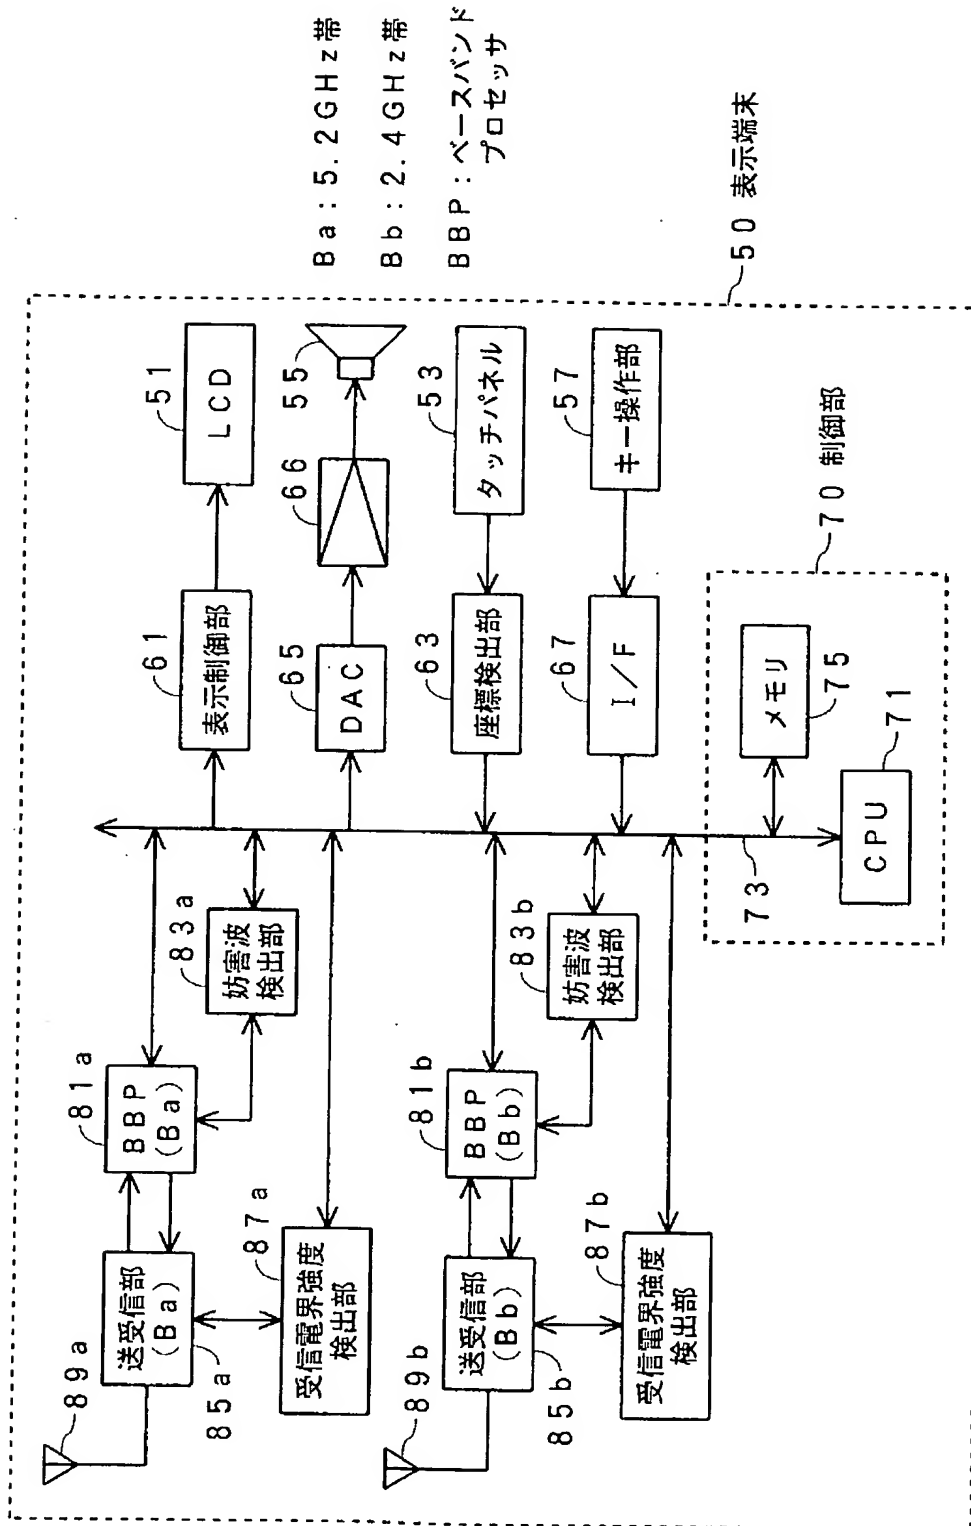 89a
送受信部
(Ba)
85a
81a
BBP
(Ba)
83a
妨害波
検出部
87a
受信電界強度
検出部
89b
送受信部
(Bb)
85b
81b
BBP
(Bb)
83b
妨害波
検出部
87b
受信電界強度
検出部
61
表示制御部
51
LCD
65
DAC
66
55
63
座標検出部
53
タッチパネル
67
I/F
57
キー操作部
73
75
メモリ
71
CPU
70 制御部
50 表示端末
Ba:5.2GHz帯
Bb:2.4GHz帯
BBP:ベースバンド
プロセッサ